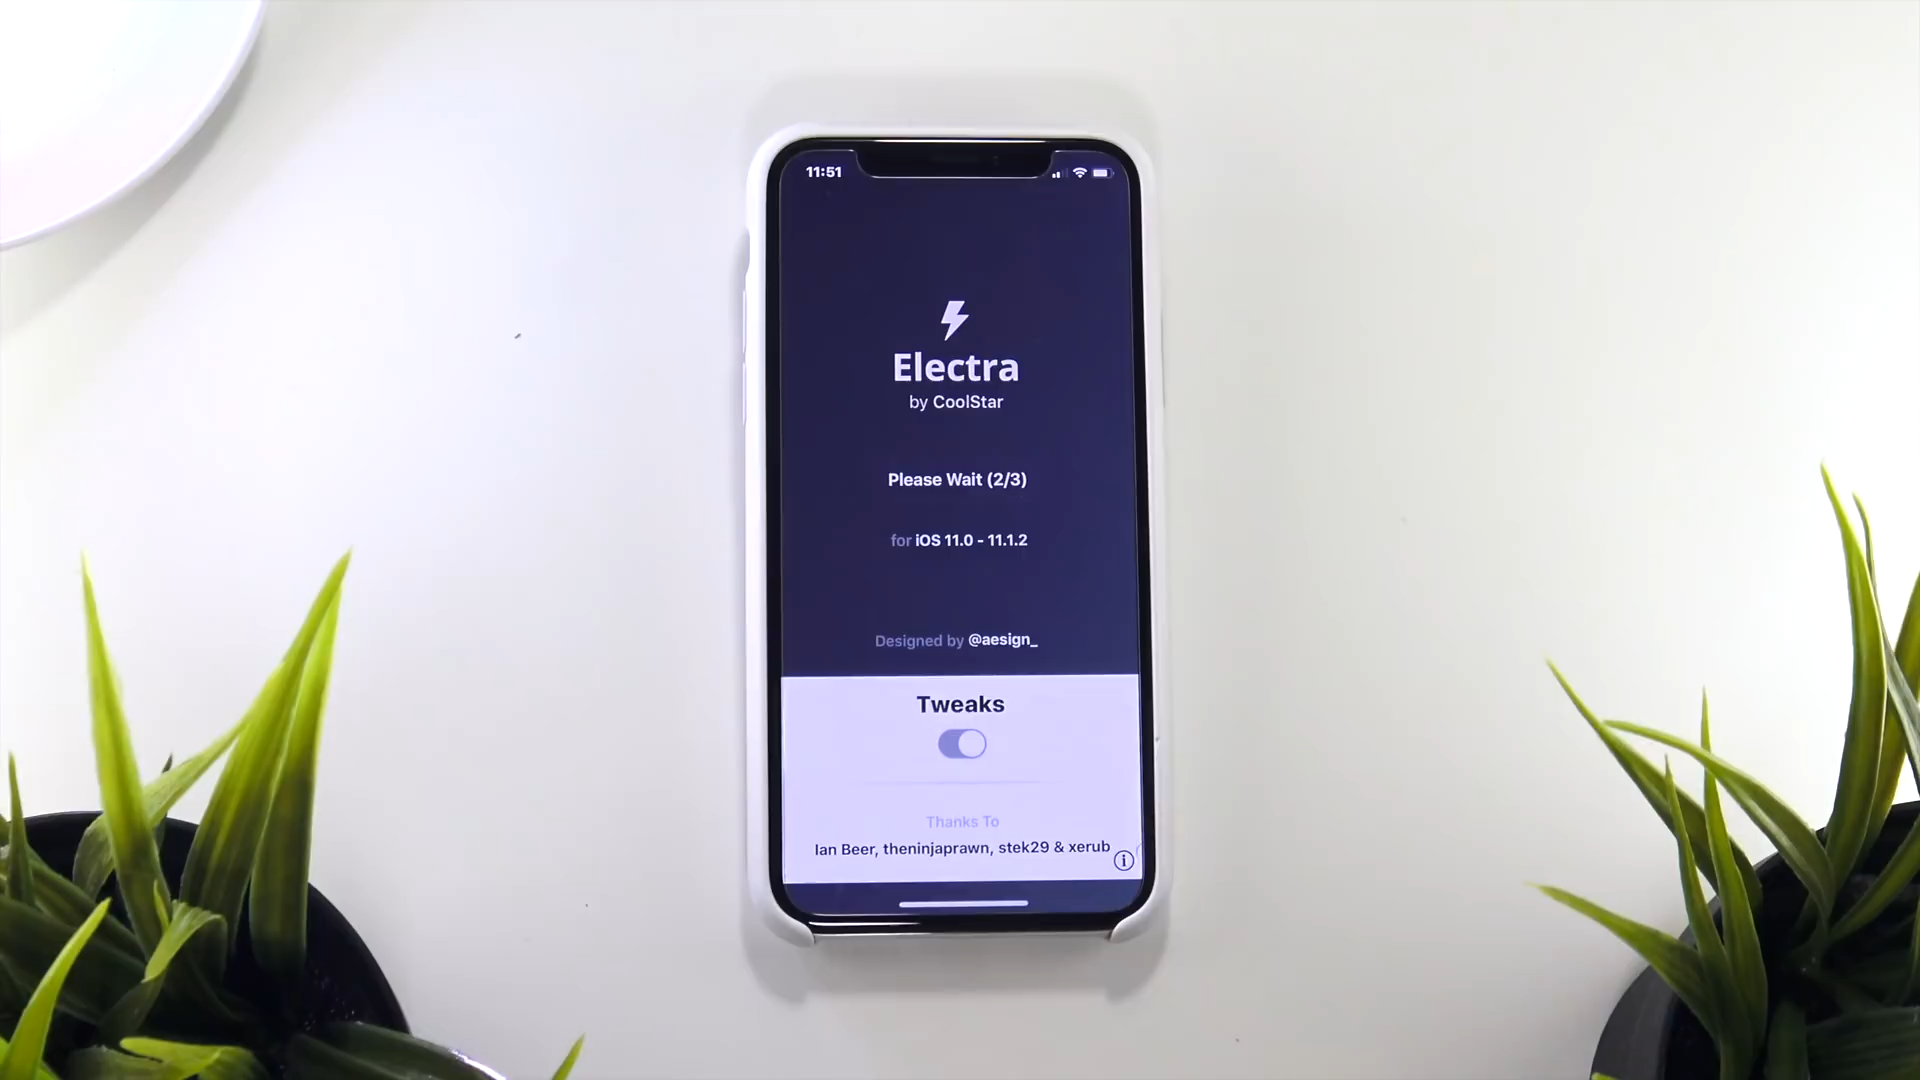 11:51
Electra
by CoolStar
Please Wait (2/3)
for iOS 11.0 - 11.1.2
Designed by @aesign_
Tweaks
Thanks To
Ian Beer, theninjaprawn, stek29 & xerub